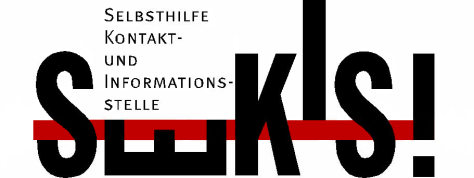 SELBSTHILFE
KONTAKT-
UND
INFORMATIONS-
STELLE
SEKIS!